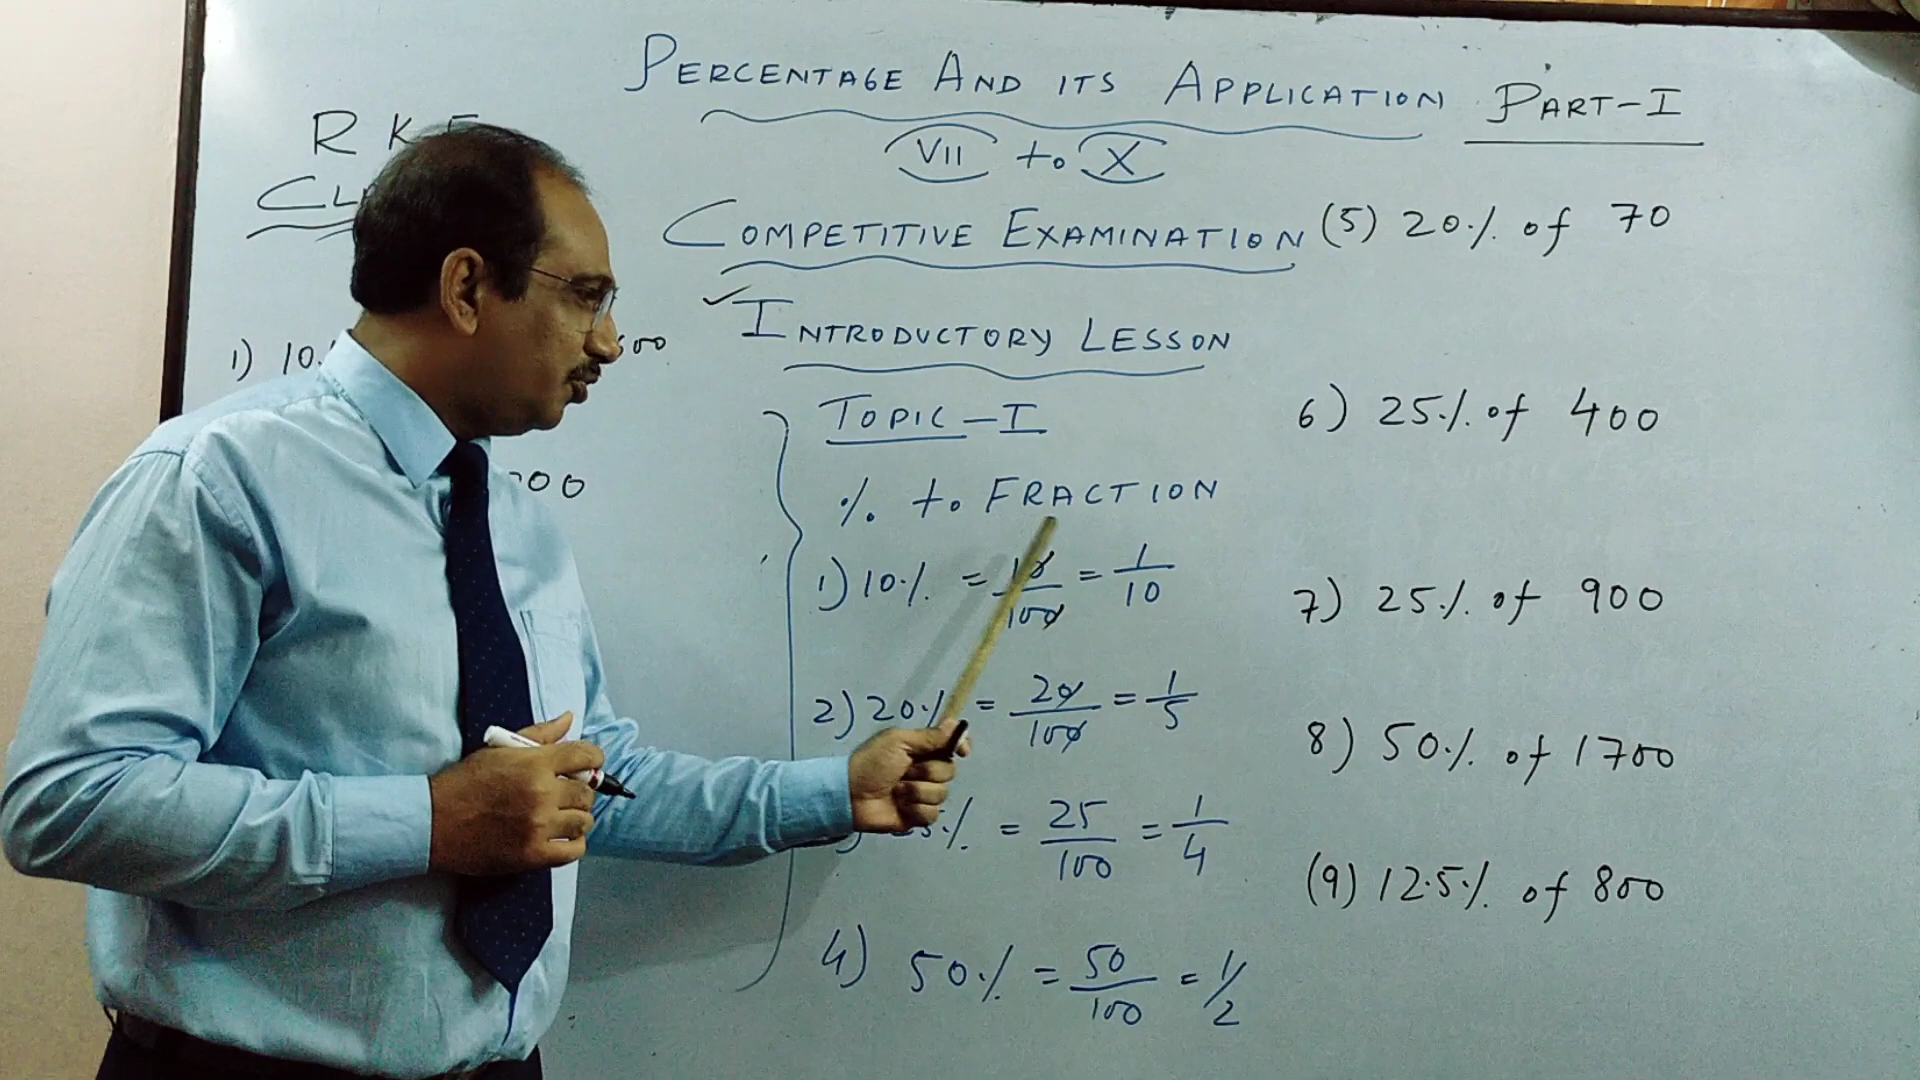 PERCENTAGE AND ITS APPLICATION PART-I
VII to X
R K
COMPETITIVE EXAMINATION
INTRODUCTORY LESSON
1) 10
TOPIC-I
% to FRACTION
1) 10% = 10/100 = 1/10
2) 20% = 20/100 = 1/5
% = 25/100 = 1/4
4) 50% = 50/100 = 1/2
(5) 20% of 70
6) 25% of 400
7) 25% of 900
8) 50% of 1700
(9) 12.5% of 800